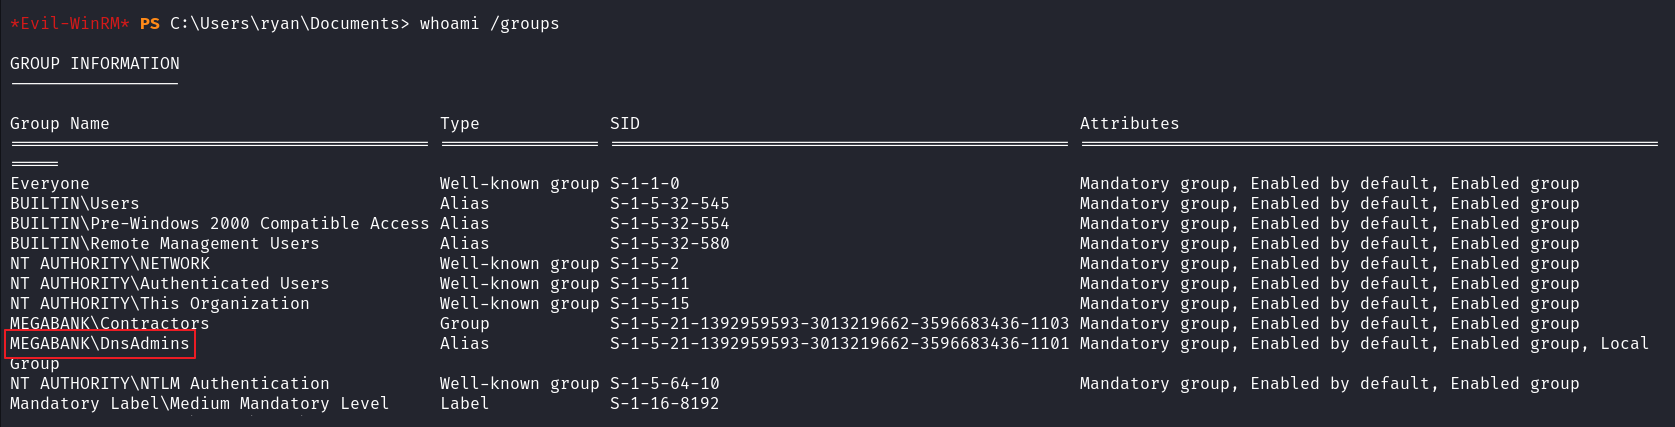 *Evil-WinRM* PS C:\Users\ryan\Documents> whoami /groups
GROUP INFORMATION
-----------------
Group Name Type SID Attributes
========================================== ================ ============================================== ==========================================================
=====
Everyone Well-known group S-1-1-0 Mandatory group, Enabled by default, Enabled group
BUILTIN\Users Alias S-1-5-32-545 Mandatory group, Enabled by default, Enabled group
BUILTIN\Pre-Windows 2000 Compatible Access Alias S-1-5-32-554 Mandatory group, Enabled by default, Enabled group
BUILTIN\Remote Management Users Alias S-1-5-32-580 Mandatory group, Enabled by default, Enabled group
NT AUTHORITY\NETWORK Well-known group S-1-5-2 Mandatory group, Enabled by default, Enabled group
NT AUTHORITY\Authenticated Users Well-known group S-1-5-11 Mandatory group, Enabled by default, Enabled group
NT AUTHORITY\This Organization Well-known group S-1-5-15 Mandatory group, Enabled by default, Enabled group
MEGABANK\Contractors Group S-1-5-21-1392959593-3013219662-3596683436-1103 Mandatory group, Enabled by default, Enabled group
MEGABANK\DnsAdmins Alias S-1-5-21-1392959593-3013219662-3596683436-1101 Mandatory group, Enabled by default, Enabled group, Local
Group
NT AUTHORITY\NTLM Authentication Well-known group S-1-5-64-10 Mandatory group, Enabled by default, Enabled group
Mandatory Label\Medium Mandatory Level Label S-1-16-8192